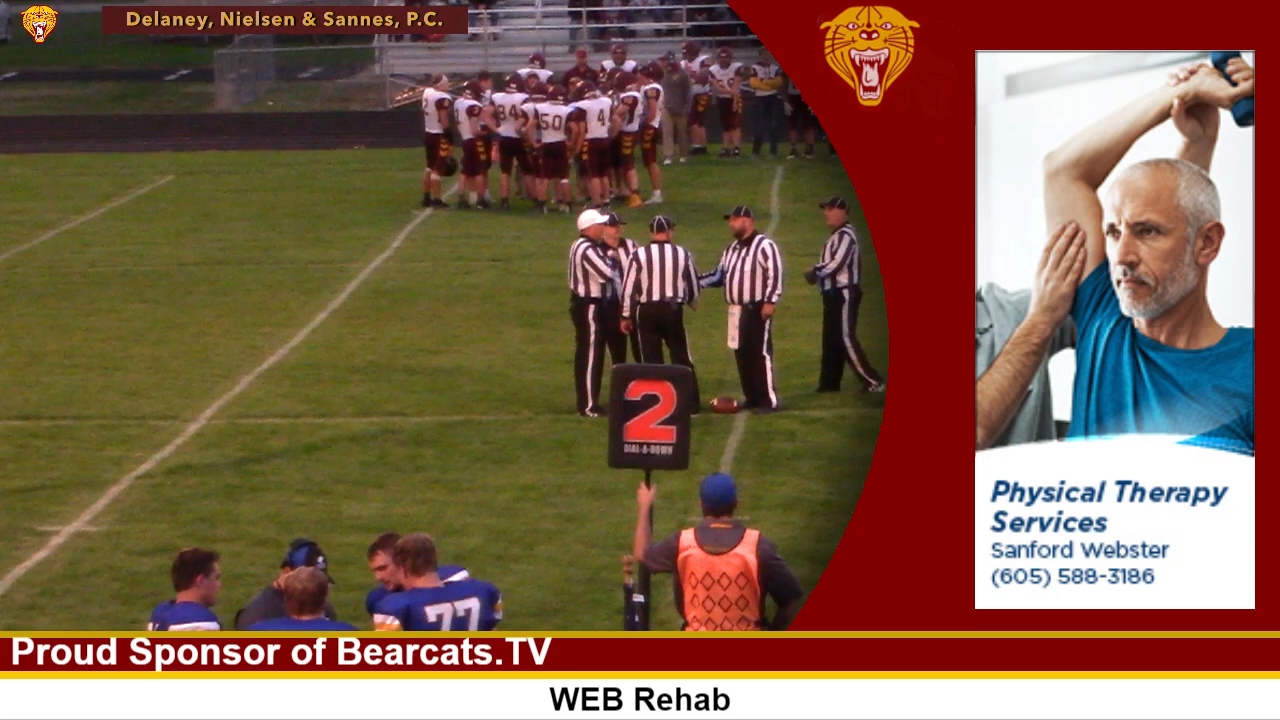 Delaney, Nielsen & Sannes, P.C.
84
50
4
2
DIAL-A-DOWN
77
Physical Therapy
Services
Sanford Webster
(605) 588-3186
Proud Sponsor of Bearcats.TV
WEB Rehab